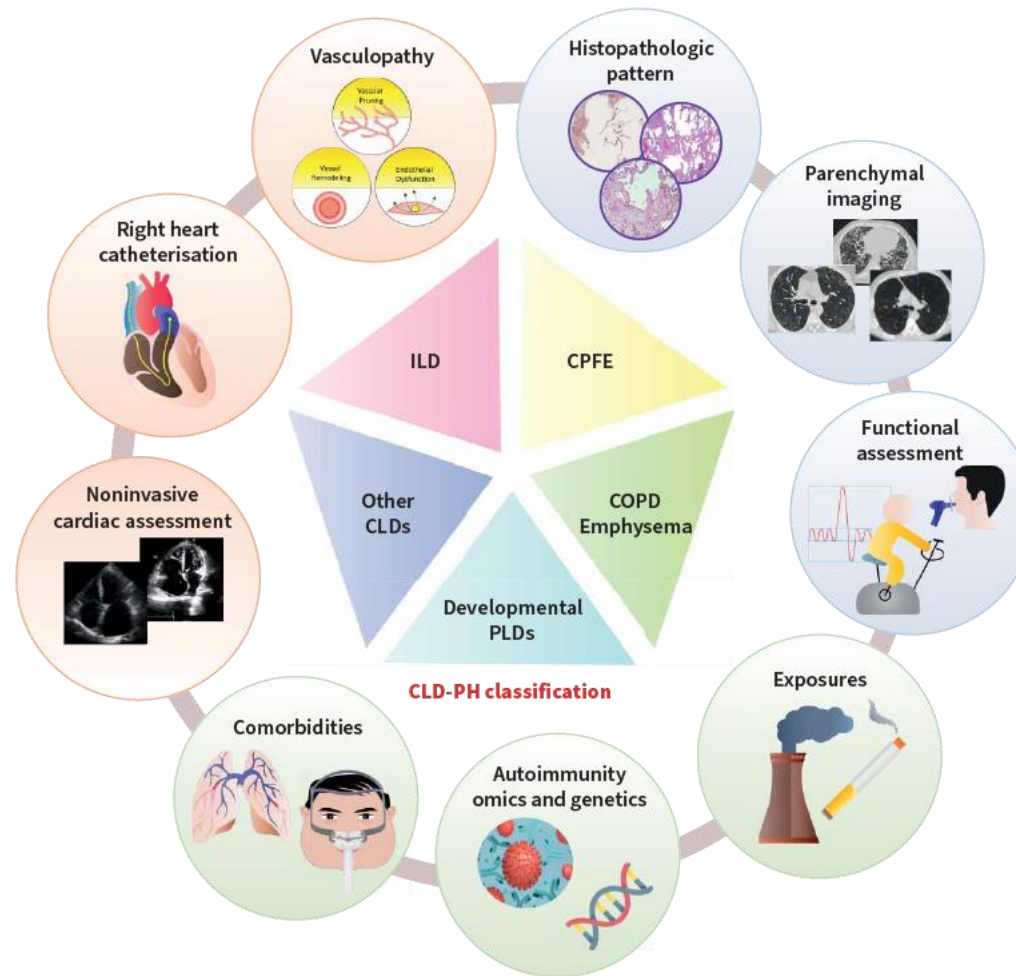 Vasculopathy
Vascular
Pruning
Vessel
Remodeling
Endothelial
Dysfunction
Histopathologic
pattern
Parenchymal
imaging
Right heart
catheterisation
ILD
CPFE
Functional
assessment
Noninvasive
cardiac assessment
Other
CLDs
COPD
Emphysema
Developmental
PLDs
CLD-PH classification
Exposures
Comorbidities
Autoimmunity
omics and genetics